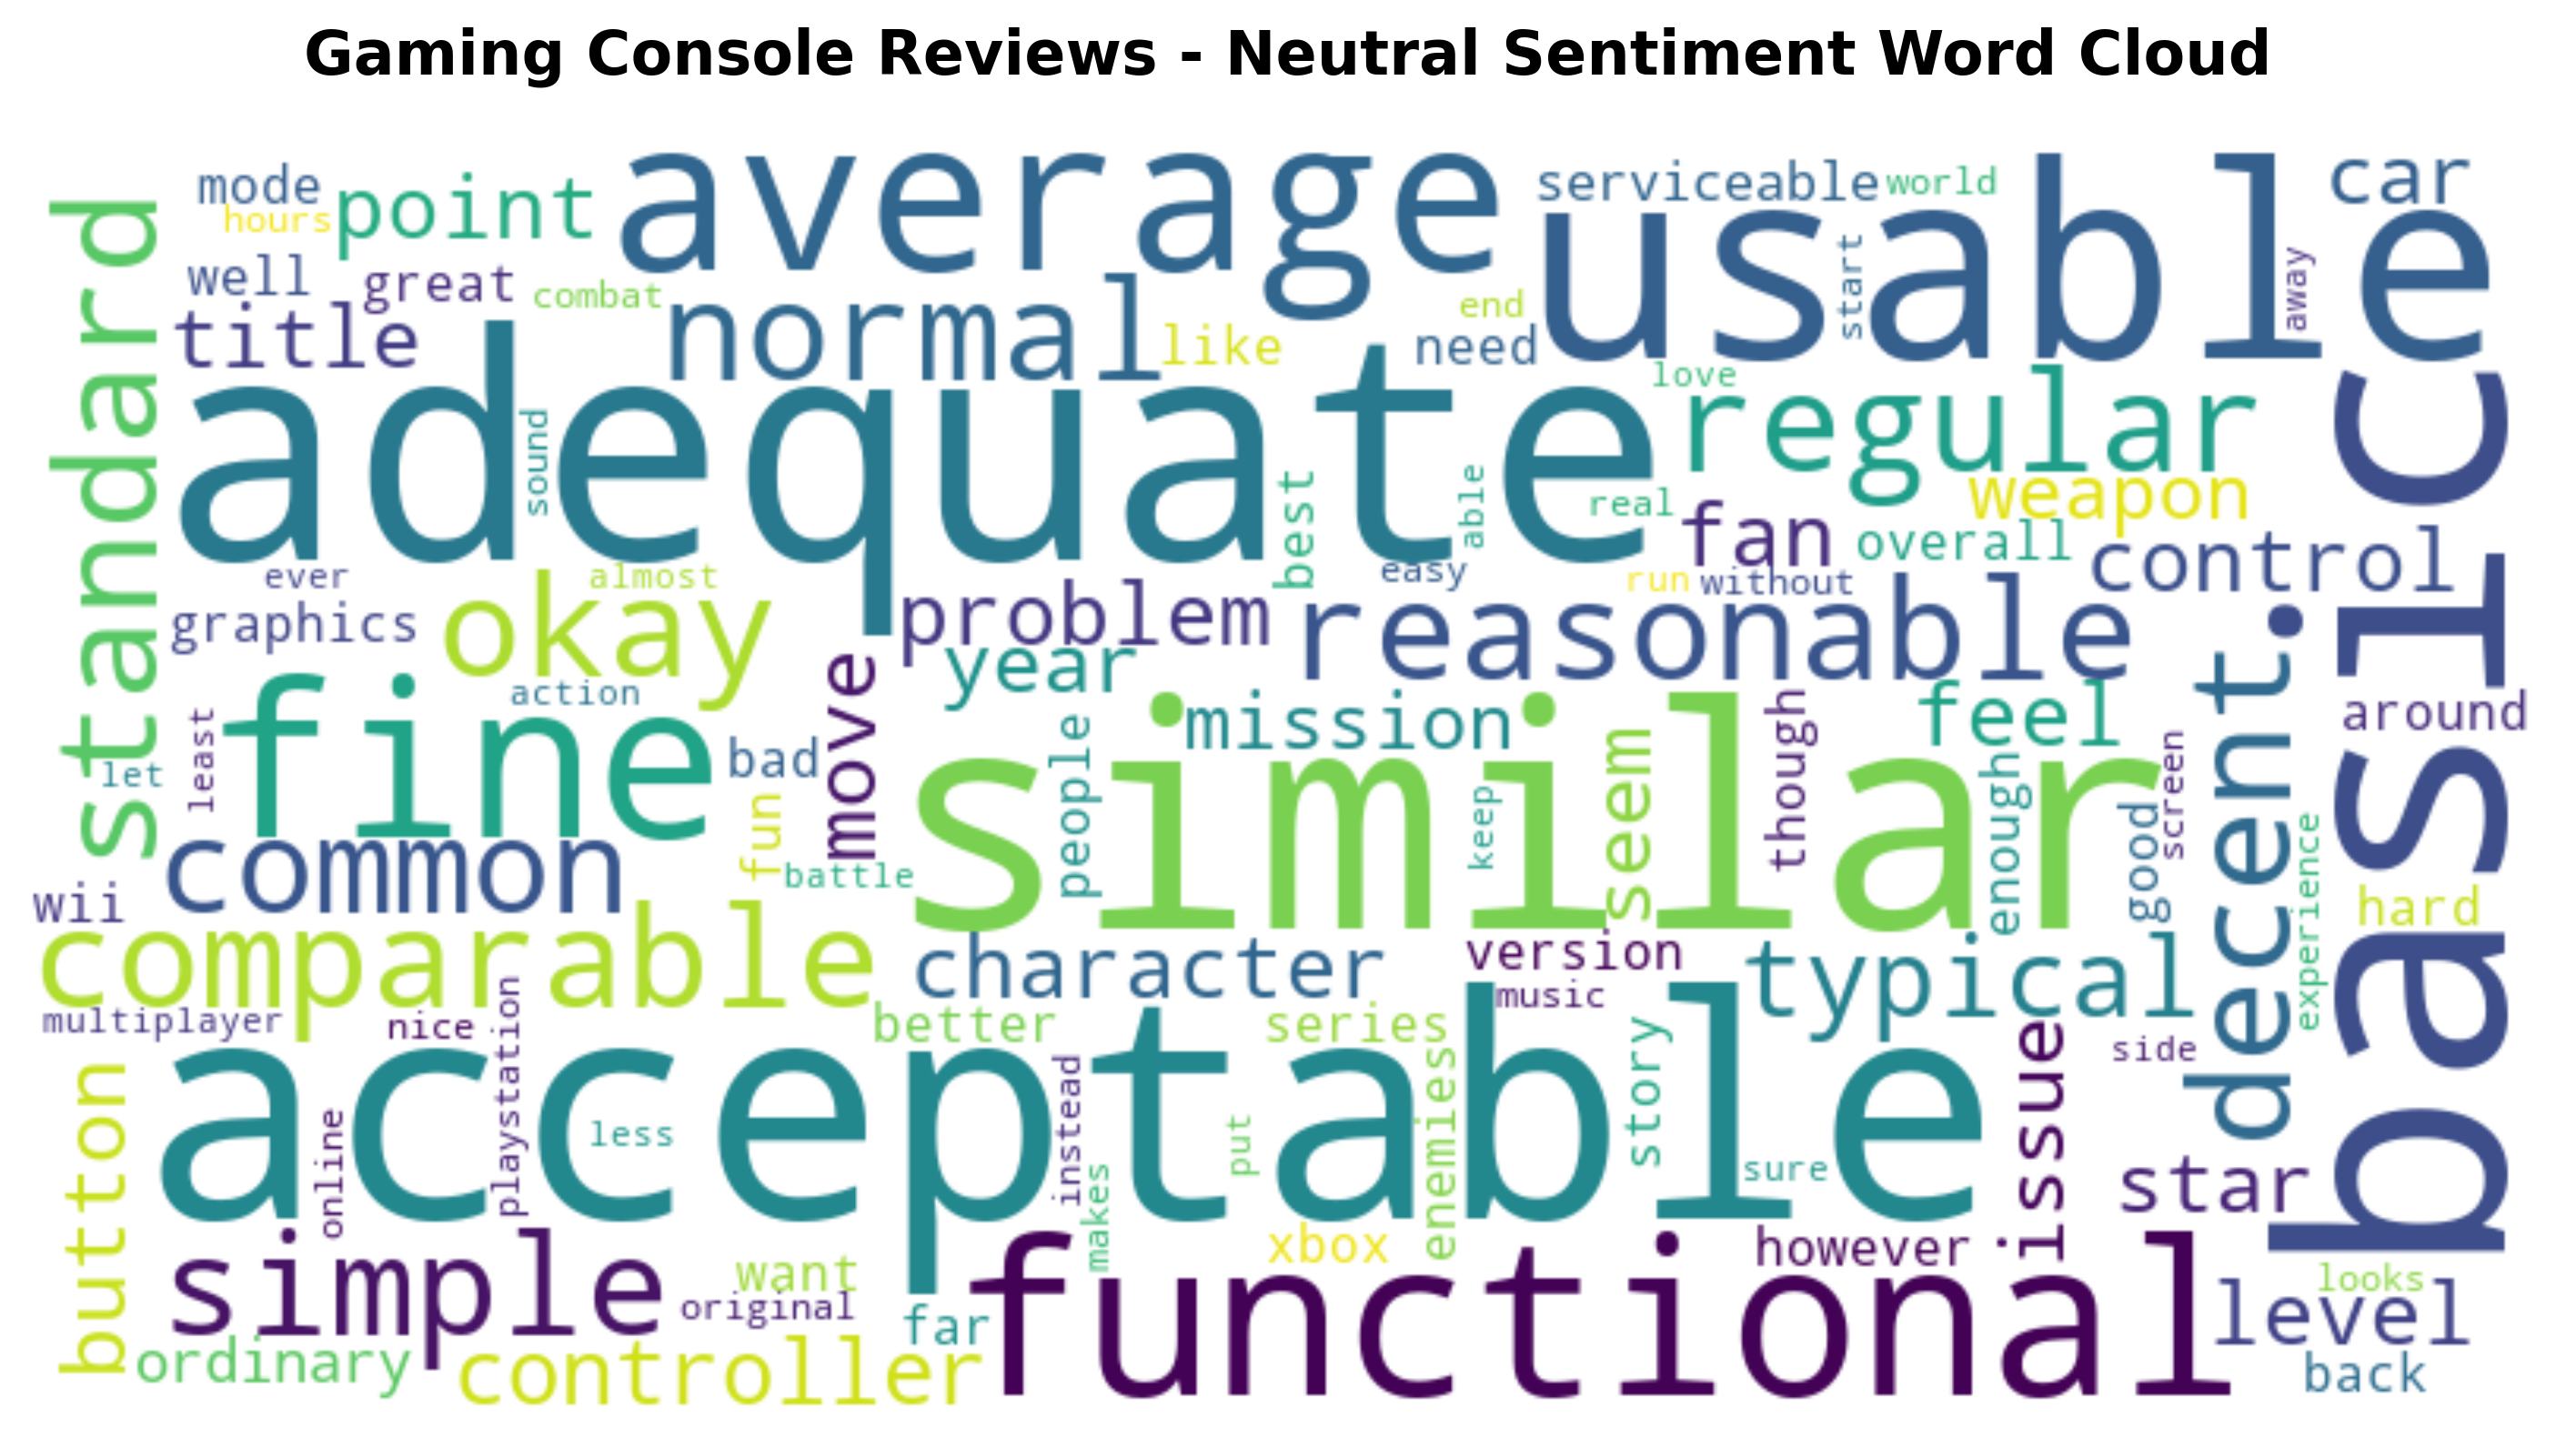 Gaming Console Reviews - Neutral Sentiment Word Cloud
average
usable
car
serviceable
world
mode
point
hours
standard
well
great
combat
title
normal
like
end
need
start
away
adequate
love
regular
sound
best
able
real
weapon
fan
overall
control
ever
almost
easy
run
without
graphics
okay
problem
reasonable
year
decent.
basic
fine
action
move
mission
feel
around
least
let
bad
people
similar
seem
though
enough
screen
keep
good
fun
battle
common
experience
hard
wii
comparable
character
version
typical
music
multiplayer
nice
playstation
better
series
story
issue
side
button
acceptable
online
less
instead
put
enemies
sure
star
makes
simple
want
original
xbox
however
functional
looks
level
far
ordinary
controller
back